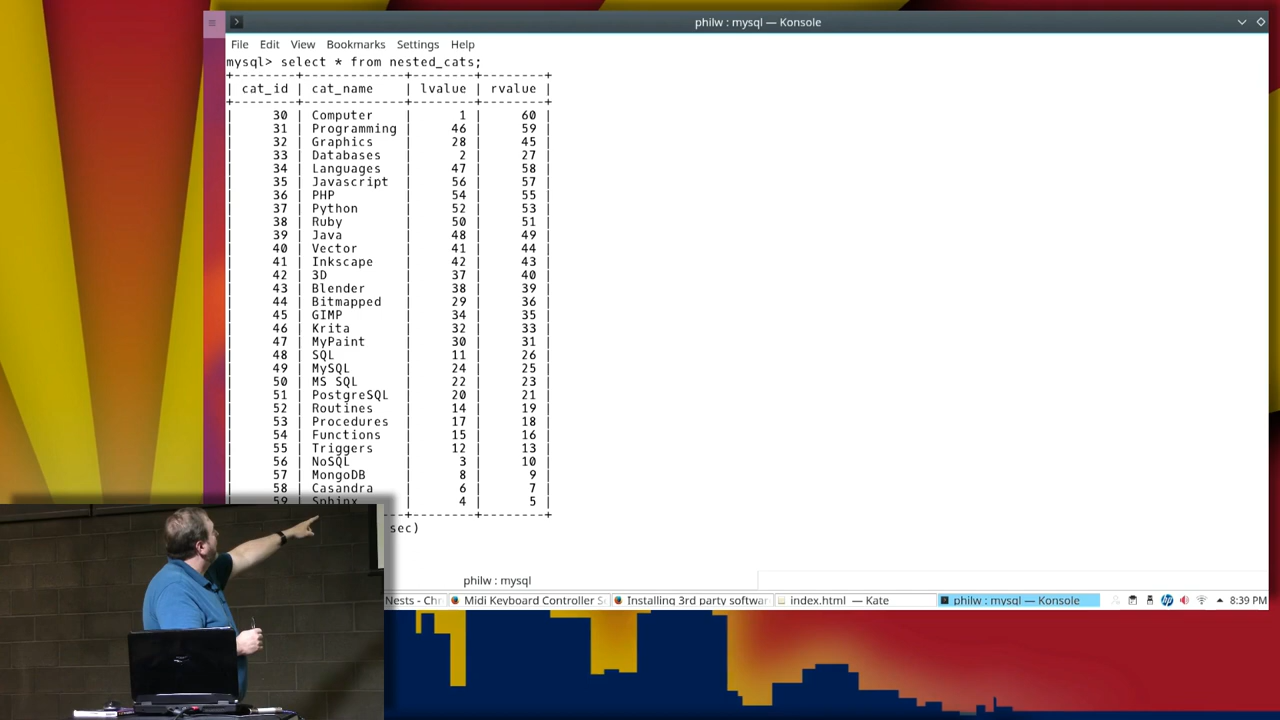 philw : mysql — Konsole
File Edit View Bookmarks Settings Help
mysql> select * from nested_cats;
+--------+-------------+--------+--------+
| cat_id | cat_name | lvalue | rvalue |
+--------+-------------+--------+--------+
| 30 | Computer | 1 | 60 |
| 31 | Programming | 46 | 59 |
| 32 | Graphics | 28 | 45 |
| 33 | Databases | 2 | 27 |
| 34 | Languages | 47 | 58 |
| 35 | Javascript | 56 | 57 |
| 36 | PHP | 54 | 55 |
| 37 | Python | 52 | 53 |
| 38 | Ruby | 50 | 51 |
| 39 | Java | 48 | 49 |
| 40 | Vector | 41 | 44 |
| 41 | Inkscape | 42 | 43 |
| 42 | 3D | 37 | 40 |
| 43 | Blender | 38 | 39 |
| 44 | Bitmapped | 29 | 36 |
| 45 | GIMP | 34 | 35 |
| 46 | Krita | 32 | 33 |
| 47 | MyPaint | 30 | 31 |
| 48 | SQL | 11 | 26 |
| 49 | MySQL | 24 | 25 |
| 50 | MS SQL | 22 | 23 |
| 51 | PostgreSQL | 20 | 21 |
| 52 | Routines | 14 | 19 |
| 53 | Procedures | 17 | 18 |
| 54 | Functions | 15 | 16 |
| 55 | Triggers | 12 | 13 |
| 56 | NoSQL | 3 | 10 |
| 57 | MongoDB | 8 | 9 |
| 58 | Casandra | 6 | 7 |
| 59 | Sphinx | 4 | 5 |
sec)
philw : mysql
Nests - Chr Midi Keyboard Controller S Installing 3rd party softwar index.html — Kate philw : mysql — Konsole hp 8:39 PM